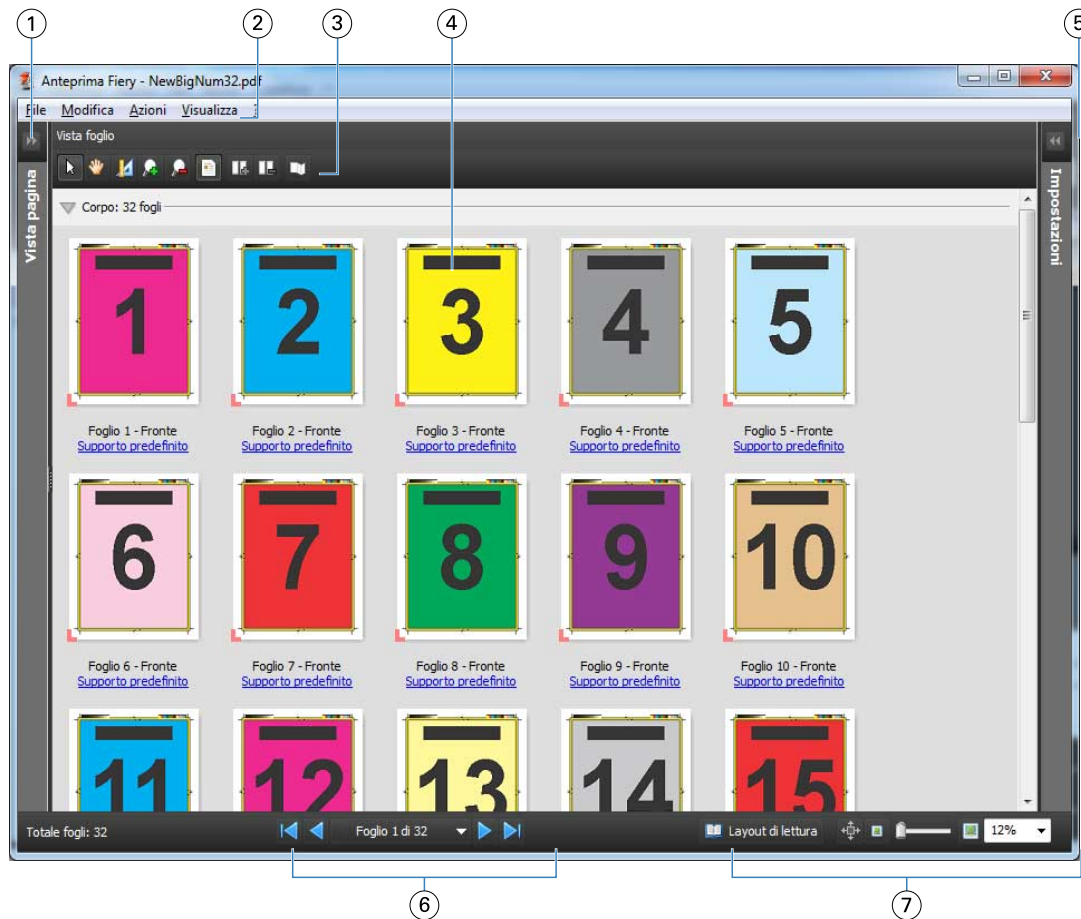 1 2 3 4 5
Anteprima Fiery - NewBigNum32.pdf
File Modifica Azioni Visualizza
Vista foglio
Vista pagina
Impostazioni
Corpo: 32 fogli
1 2 3 4 5
Foglio 1 - Fronte Foglio 2 - Fronte Foglio 3 - Fronte Foglio 4 - Fronte Foglio 5 - Fronte
Supporto predefinito Supporto predefinito Supporto predefinito Supporto predefinito Supporto predefinito
6 7 8 9 10
Foglio 6 - Fronte Foglio 7 - Fronte Foglio 8 - Fronte Foglio 9 - Fronte Foglio 10 - Fronte
Supporto predefinito Supporto predefinito Supporto predefinito Supporto predefinito Supporto predefinito
11 12 13 14 15
Totale fogli: 32 Foglio 1 di 32 Layout di lettura 12%
6 7